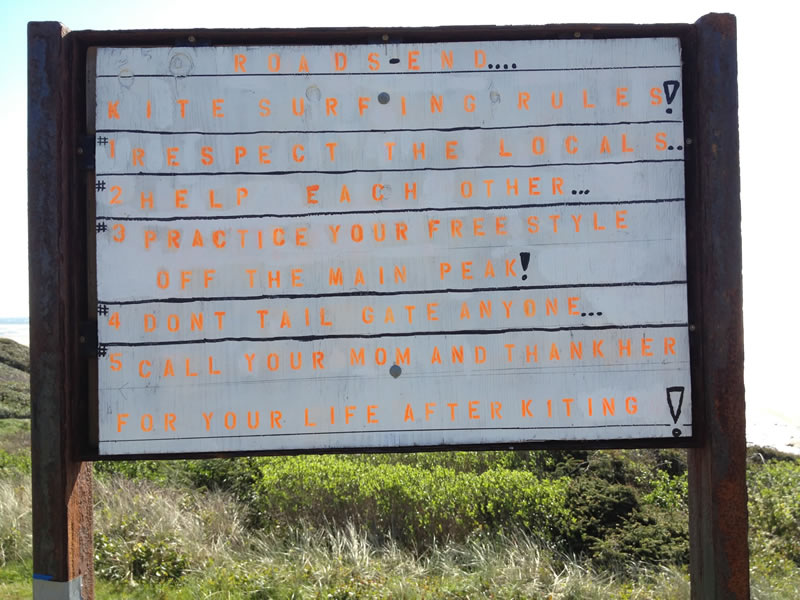 ROADS-END....
KITE SURFING RULES!
#1 RESPECT THE LOCALS..
#2 HELP EACH OTHER...
#3 PRACTICE YOUR FREE STYLE
OFF THE MAIN PEAK!
#4 DONT TAIL GATE ANYONE...
#5 CALL YOUR MOM AND THANK HER
FOR YOUR LIFE AFTER KITING!